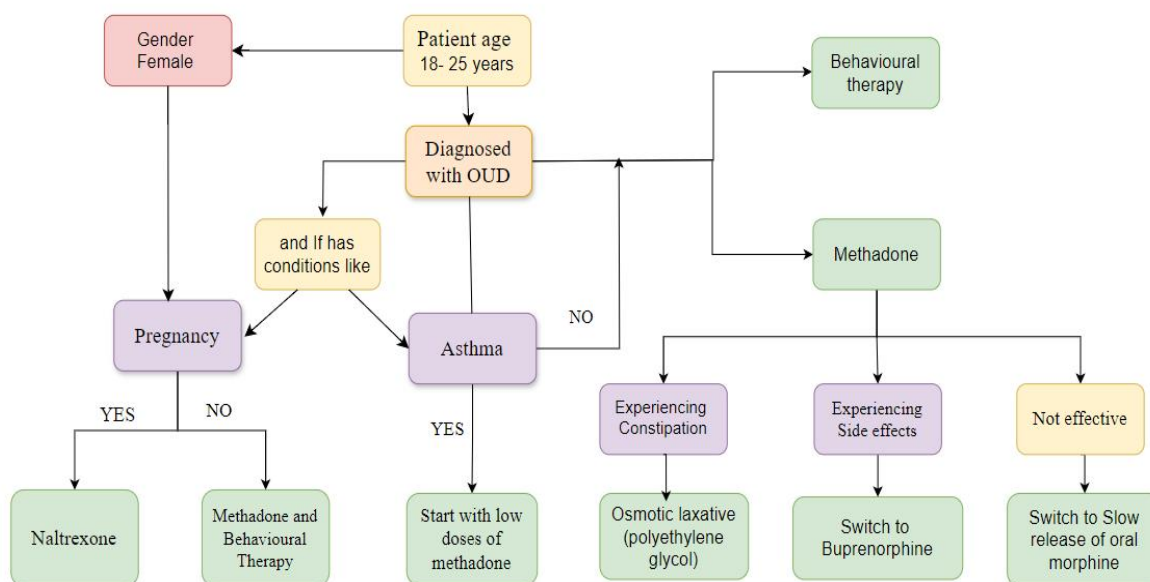 Gender
Female
Patient age
18- 25 years
Behavioural
therapy
Diagnosed
with OUD
and If has
conditions like
Methadone
Pregnancy
Asthma
NO
YES
NO
YES
Experiencing
Constipation
Experiencing
Side effects
Not effective
Naltrexone
Methadone and
Behavioural
Therapy
Start with low
doses of
methadone
Osmotic laxative
(polyethylene
glycol)
Switch to
Buprenorphine
Switch to Slow
release of oral
morphine